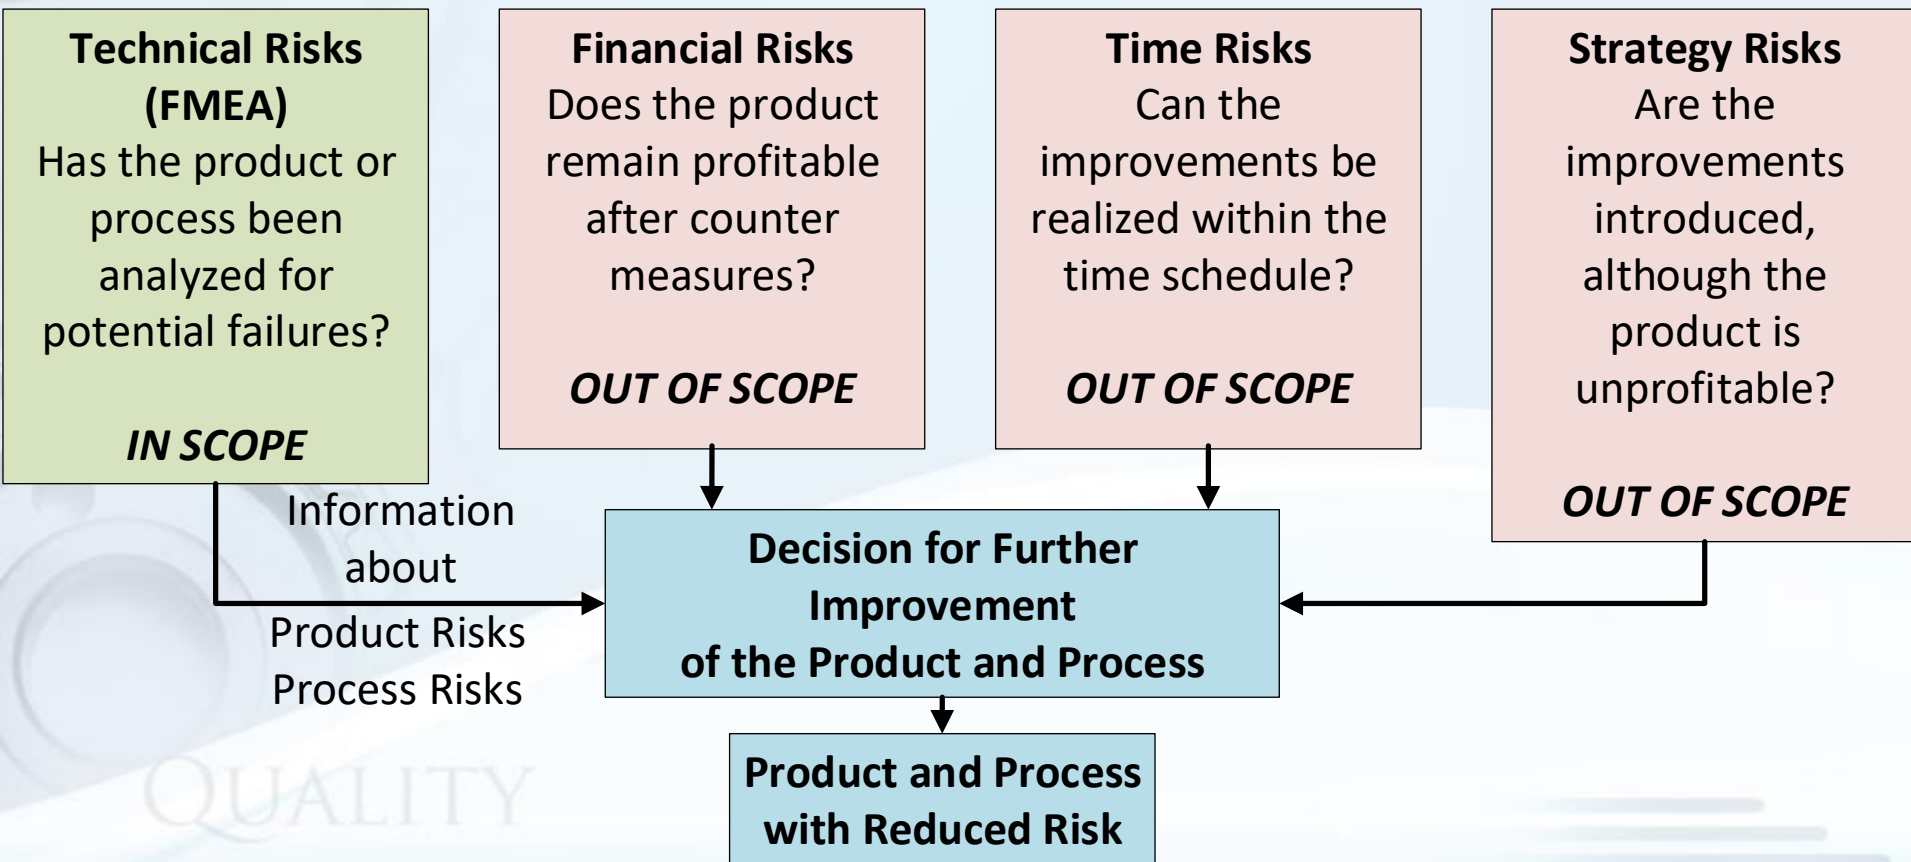 Technical Risks
(FMEA)
Has the product or
process been
analyzed for
potential failures?
IN SCOPE
Financial Risks
Does the product
remain profitable
after counter
measures?
OUT OF SCOPE
Time Risks
Can the
improvements be
realized within the
time schedule?
OUT OF SCOPE
Strategy Risks
Are the
improvements
introduced,
although the
product is
unprofitable?
OUT OF SCOPE
Information
about
Product Risks
Process Risks
Decision for Further
Improvement
of the Product and Process
Product and Process
with Reduced Risk
QUALITY